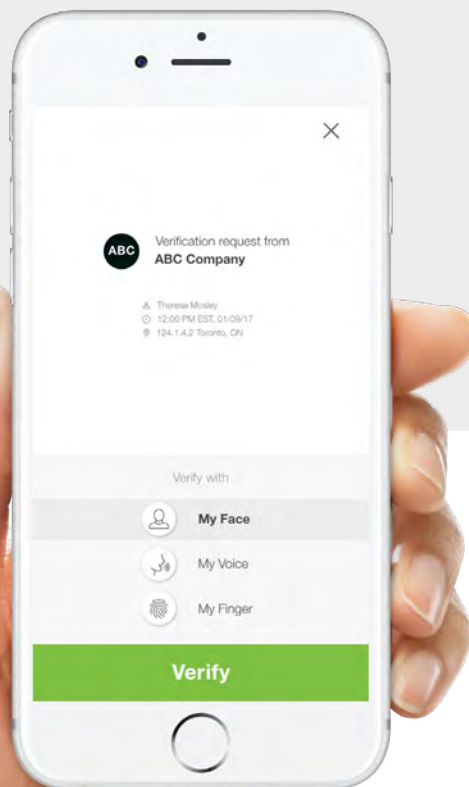 ABC
Verification request from
ABC Company
Theresa Mosley
12:00 PM EST, 01/09/17
124.1.4.2 Toronto, ON
Verify with
My Face
My Voice
My Finger
Verify